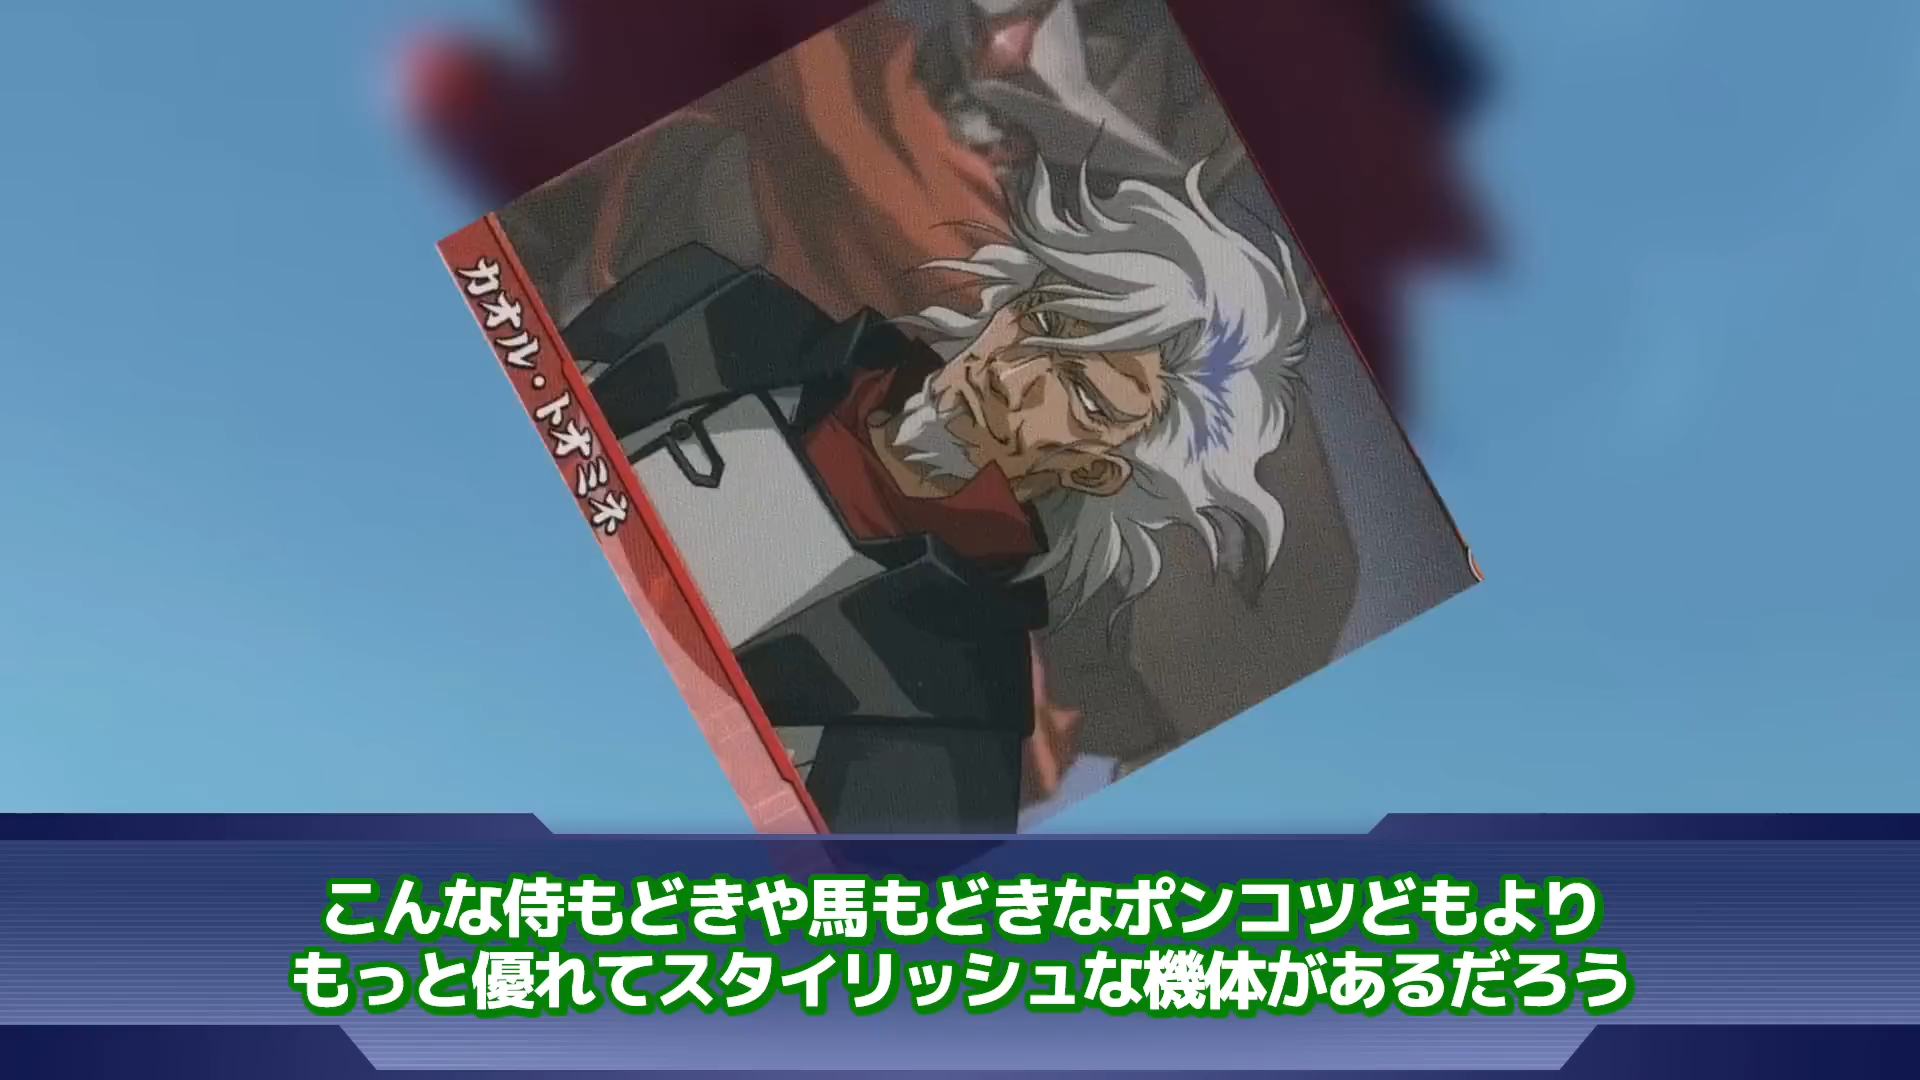 カオル・トオミネ
こんな侍もどきや馬もどきなポンコツどもより
もっと優れてスタイリッシュな機体があるだろう